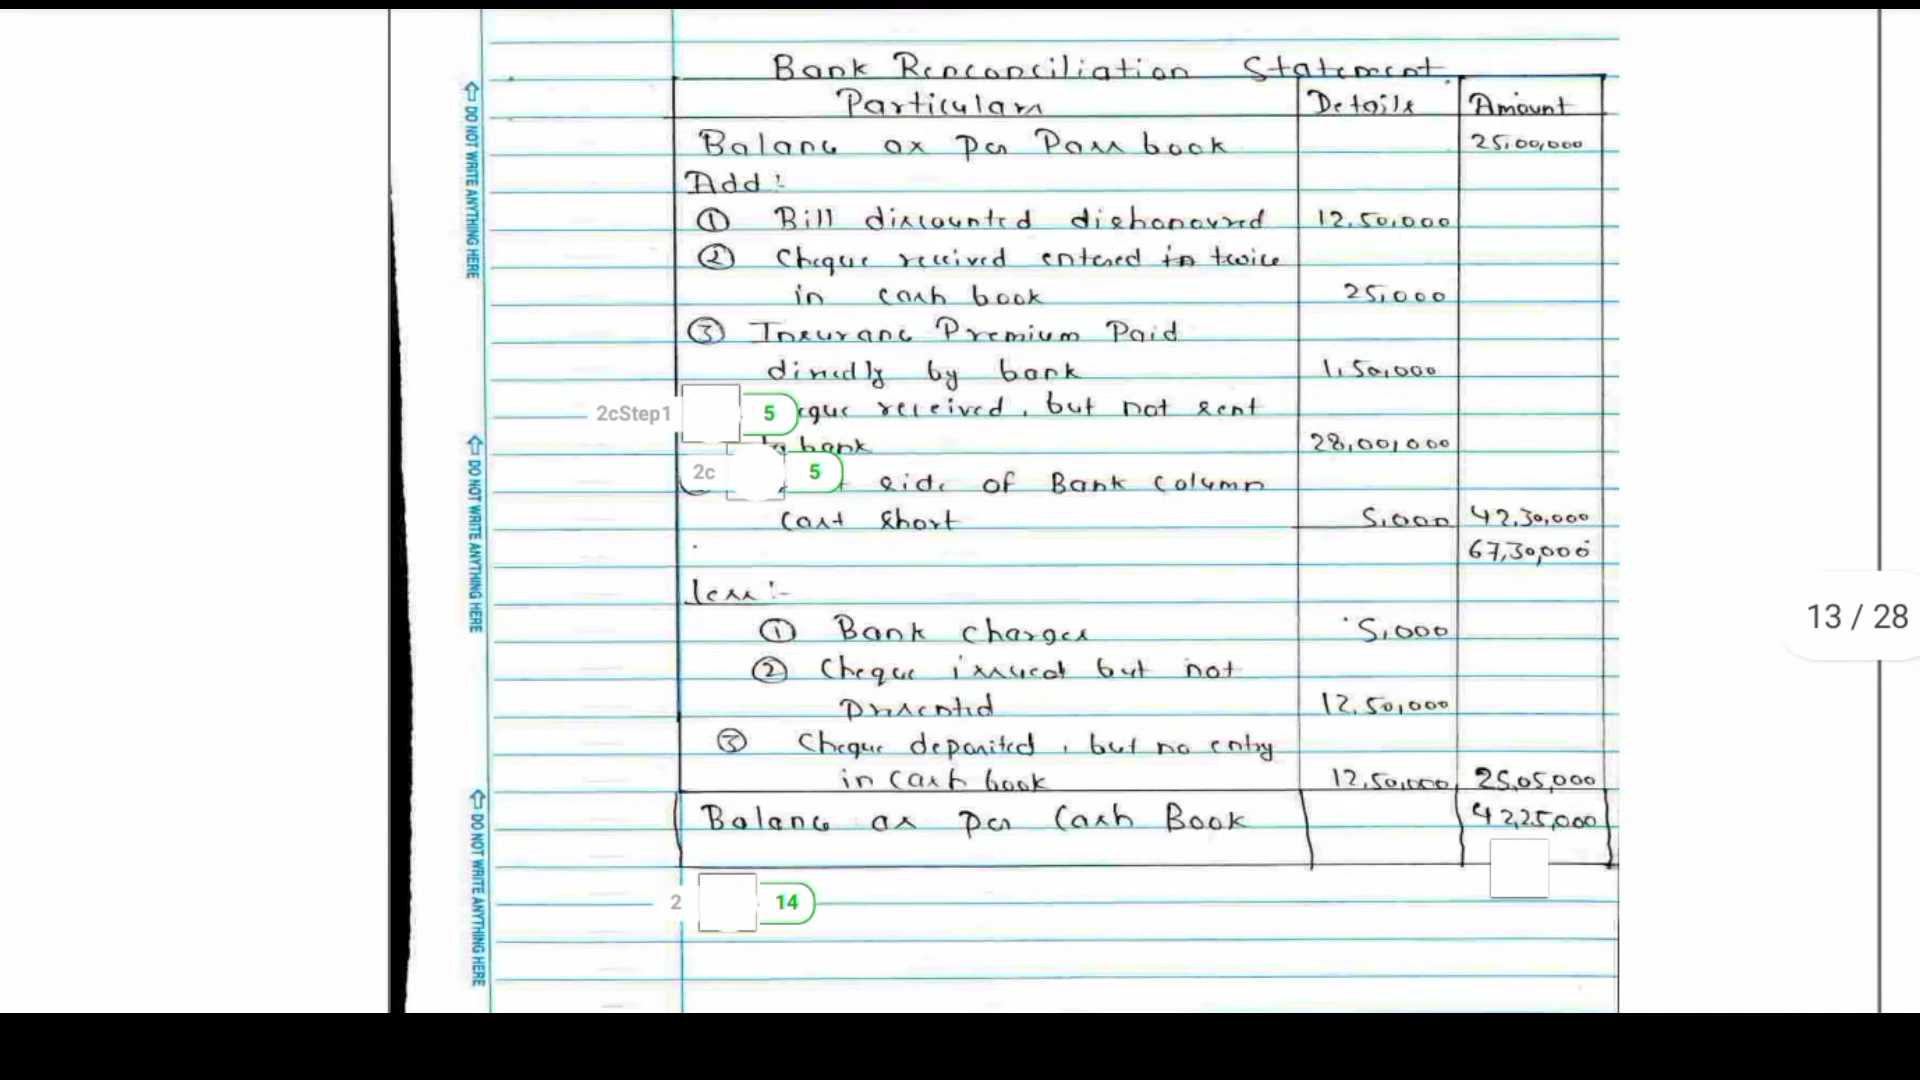 Bank Renconciliation Statement
Particulars Details Amount
Balance as per Pass book 25,00,000
Add:
① Bill discounted dishonoured 12,50,000
② Cheque received entered in twice
in cash book 25,000
③ Insurance Premium Paid
directly by bank 1,50,000
2cStep1 5 eque received, but not sent
to bank 28,00,000
2c 5 side of Bank column
cast short 5,000 42,30,000
67,30,000
less:-
① Bank charges 5,000
② Cheque issued but not
presented 12,50,000
③ Cheque deposited, but no entry
in cash book 12,50,000 25,05,000
Balance as per Cash Book 42,25,000
2 14
13 / 28
DO NOT WRITE ANYTHING HERE
DO NOT WRITE ANYTHING HERE
DO NOT WRITE ANYTHING HERE